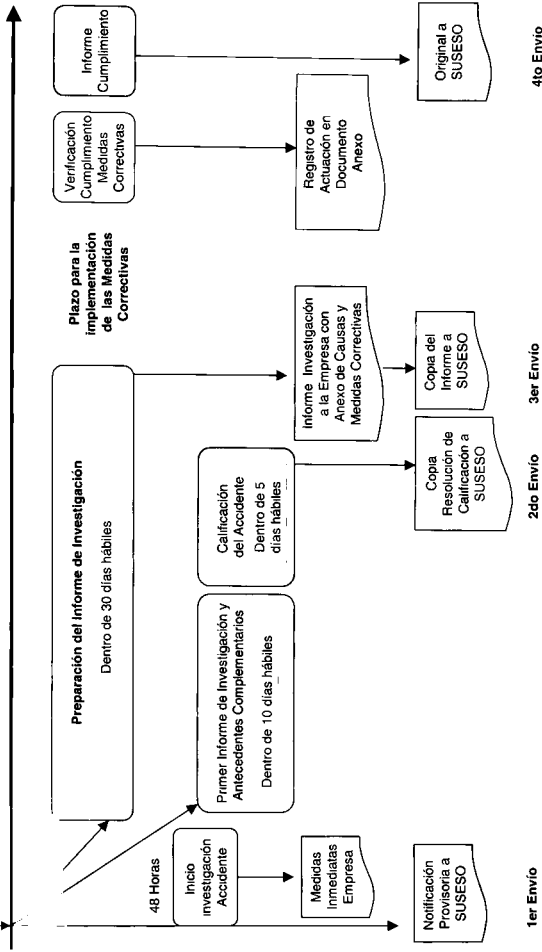 48 Horas
Inicio
investigación
Accidente
Medidas
Inmediatas
Empresa
Notificación
Provisoria a
SUSESO
1er Envío
Preparación del Informe de Investigación
Dentro de 30 días hábiles
Primer Informe de Investigación y
Antecedentes Complementarios
Dentro de 10 días hábiles
Calificación
del Accidente
Dentro de 5
días hábiles
Copia
Resolución de
Calificación a
SUSESO
2do Envío
Informe Investigación
a la Empresa con
Anexo de Causas y
Medidas Correctivas
Copia del
Informe a
SUSESO
3er Envío
Plazo para la
implementación
de las Medidas
Correctivas
Verificación
Cumplimiento
Medidas
Correctivas
Registro de
Actuación en
Documento
Anexo
Informe
Cumplimiento
Original a
SUSESO
4to Envío